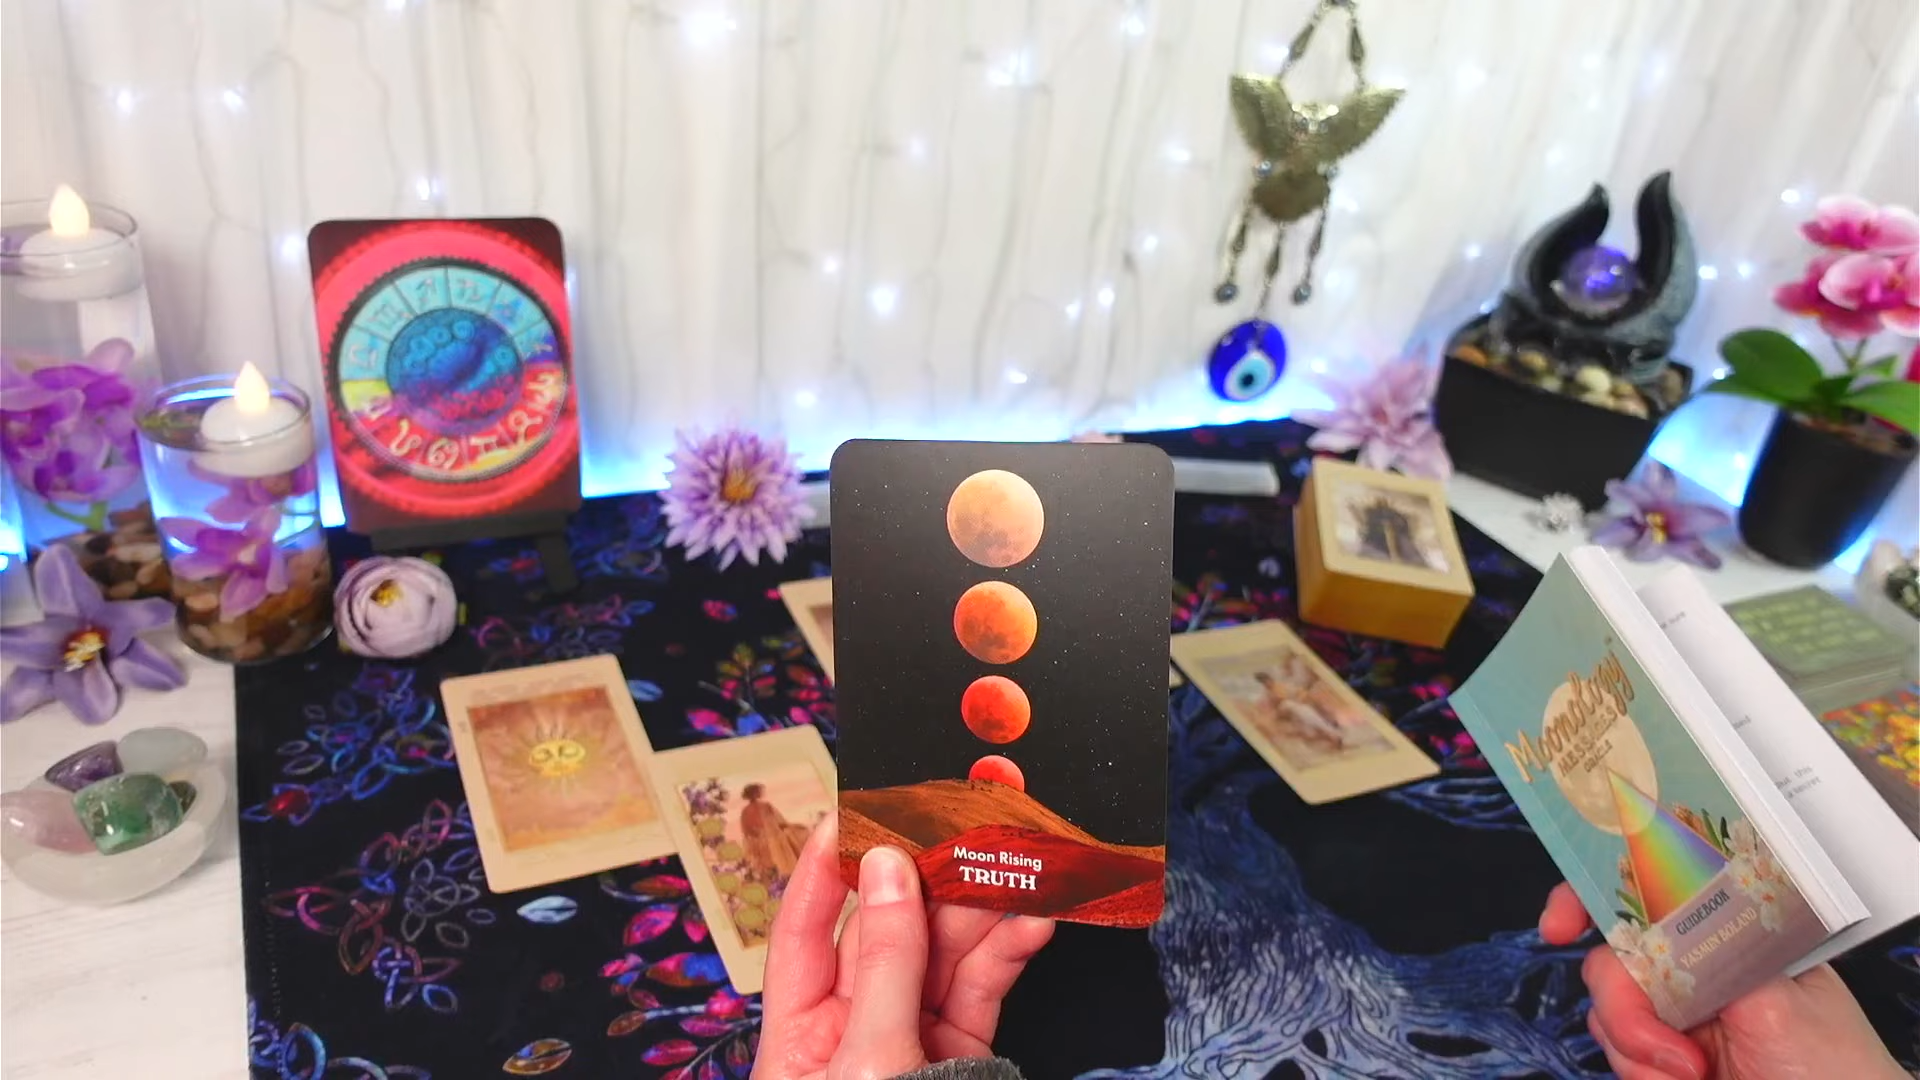 Moon Rising
TRUTH
Moonology
MESSAGES
ORACLE
GUIDEBOOK
YASMIN BOLAND